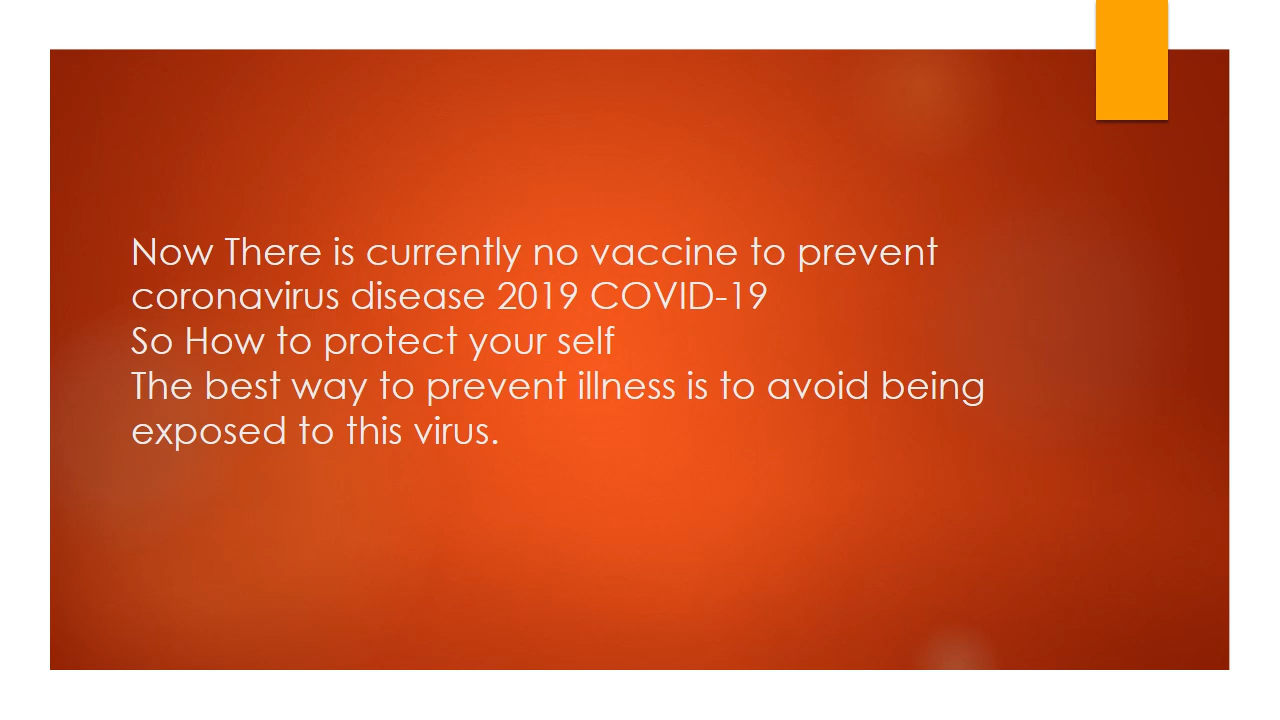 Now There is currently no vaccine to prevent
coronavirus disease 2019 COVID-19
So How to protect your self
The best way to prevent illness is to avoid being
exposed to this virus.